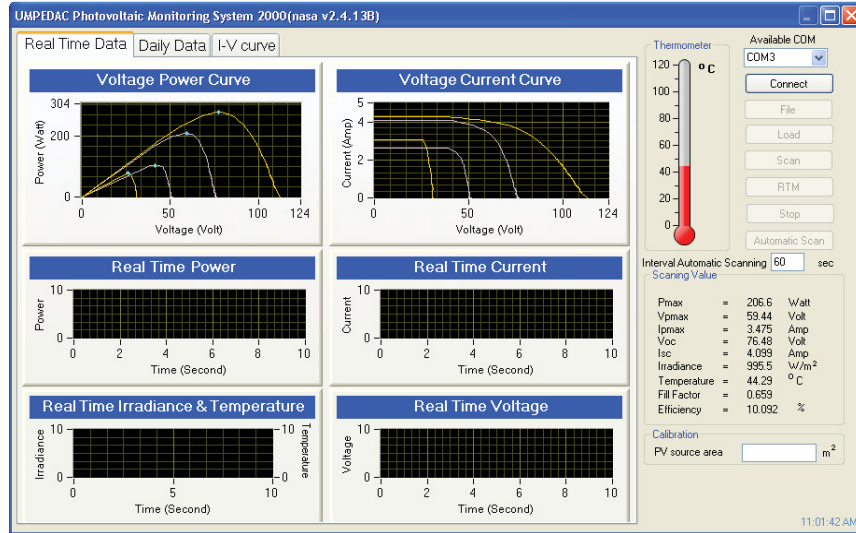 UMPEDAC Photovoltaic Monitoring System 2000(nasa v2.4.13B)
Real Time Data Daily Data I-V curve
Voltage Power Curve
304
200
0
Power (Watt)
0 50 100 124
Voltage (Volt)
Voltage Current Curve
5
4
2
0
Current (Amp)
0 50 100 124
Voltage (Volt)
Real Time Power
10
0
Power
0 2 4 6 8 10
Time (Second)
Real Time Current
10
0
Current
0 2 4 6 8 10
Time (Second)
Real Time Irradiance & Temperature
10
0
Irradiance
10
0
Temperature
0 5 10
Time (Second)
Real Time Voltage
10
0
Voltage
0 2 4 6 8 10
Time (Second)
Thermometer
°C
120
100
80
60
40
20
0
Available COM
COM3
Connect
File
Load
Scan
RTM
Stop
Automatic Scan
Interval Automatic Scanning 60 sec
Scaning Value
Pmax = 206.6 Watt
Vpmax = 59.44 Volt
Ipmax = 3.475 Amp
Voc = 76.48 Volt
Isc = 4.099 Amp
Irradiance = 995.5 W/m²
Temperature = 44.29 °C
Fill Factor = 0.659
Efficiency = 10.092 %
Calibration
PV source area m²
11:01:42 AM